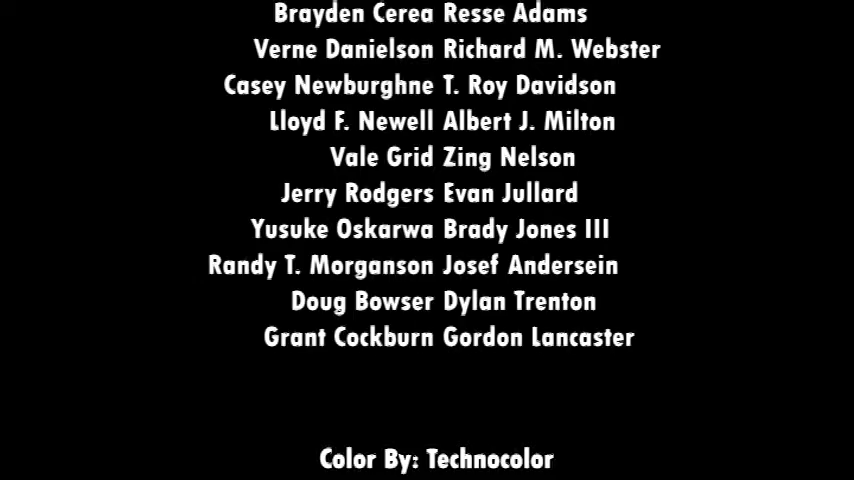 Brayden Cerea Resse Adams
Verne Danielson Richard M. Webster
Casey Newburghne T. Roy Davidson
Lloyd F. Newell Albert J. Milton
Vale Grid Zing Nelson
Jerry Rodgers Evan Jullard
Yusuke Oskarwa Brady Jones III
Randy T. Morganson Josef Andersein
Doug Bowser Dylan Trenton
Grant Cockburn Gordon Lancaster
Color By: Technocolor